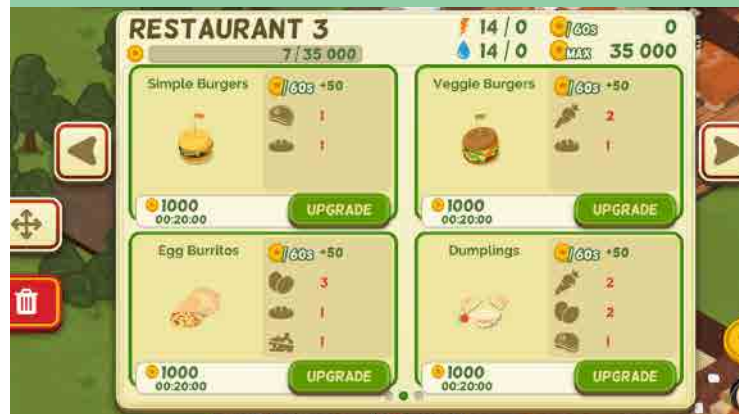 RESTAURANT 3
14 / 0
/60s 0
7/35 000
14 / 0
MAX 35 000
Simple Burgers
/60s +50
1
1
1000
00:20:00
UPGRADE
Veggie Burgers
/60s +50
2
1
1000
00:20:00
UPGRADE
Egg Burritos
/60s +50
3
1
1
1000
00:20:00
UPGRADE
Dumplings
/60s +50
2
2
1
1000
00:20:00
UPGRADE